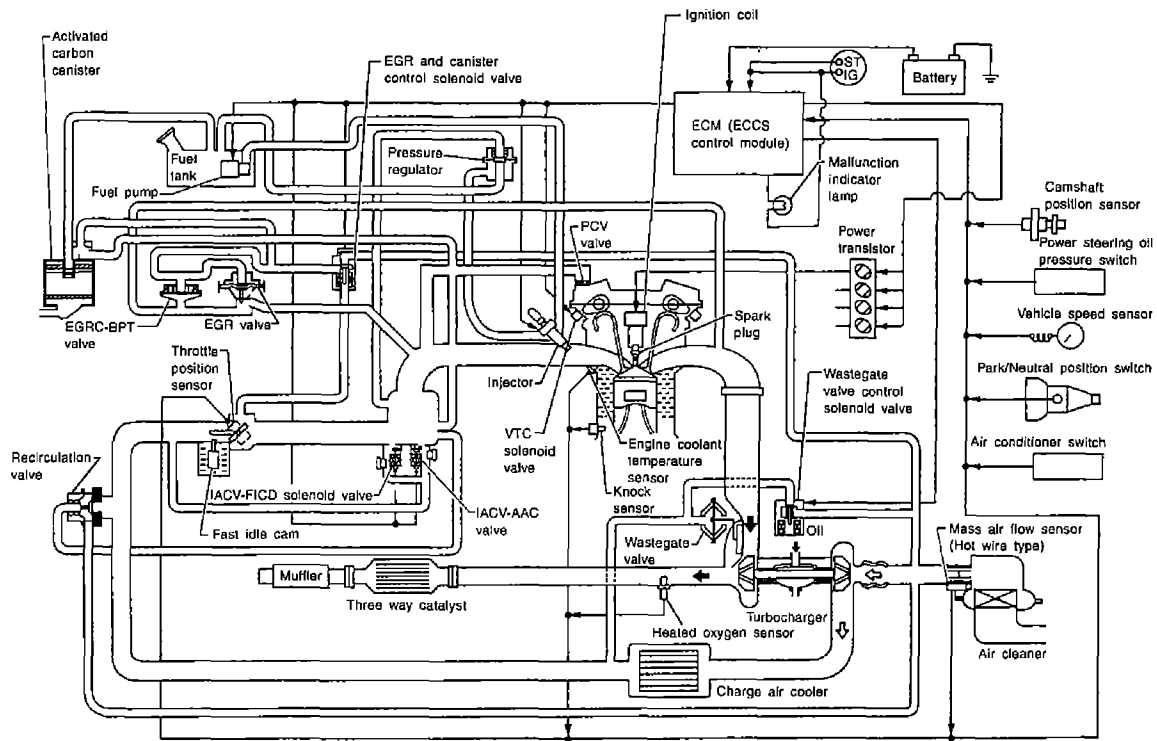 Ignition coil
Activated
carbon
canister
EGR and canister
control solenoid valve
ST
IG
Battery
ECM (ECCS
control module)
Fuel
tank
Fuel pump
Pressure
regulator
Malfunction
indicator
lamp
Camshaft
position sensor
PCV
valve
Power
transistor
Power steering oil
pressure switch
EGRC-BPT
valve
EGR valve
Spark
plug
Vehicle speed sensor
Throttle
position
sensor
Injector
Wastegate
valve control
solenoid valve
Park/Neutral position switch
VTC
solenoid
valve
Engine coolant
temperature
sensor
Air conditioner switch
Recirculation
valve
IACV-FICD solenoid valve
IACV-AAC
valve
Knock
sensor
Fast idle cam
Wastegate
valve
Oil
Mass air flow sensor
(Hot wire type)
Muffler
Three way catalyst
Turbocharger
Heated oxygen sensor
Air cleaner
Charge air cooler